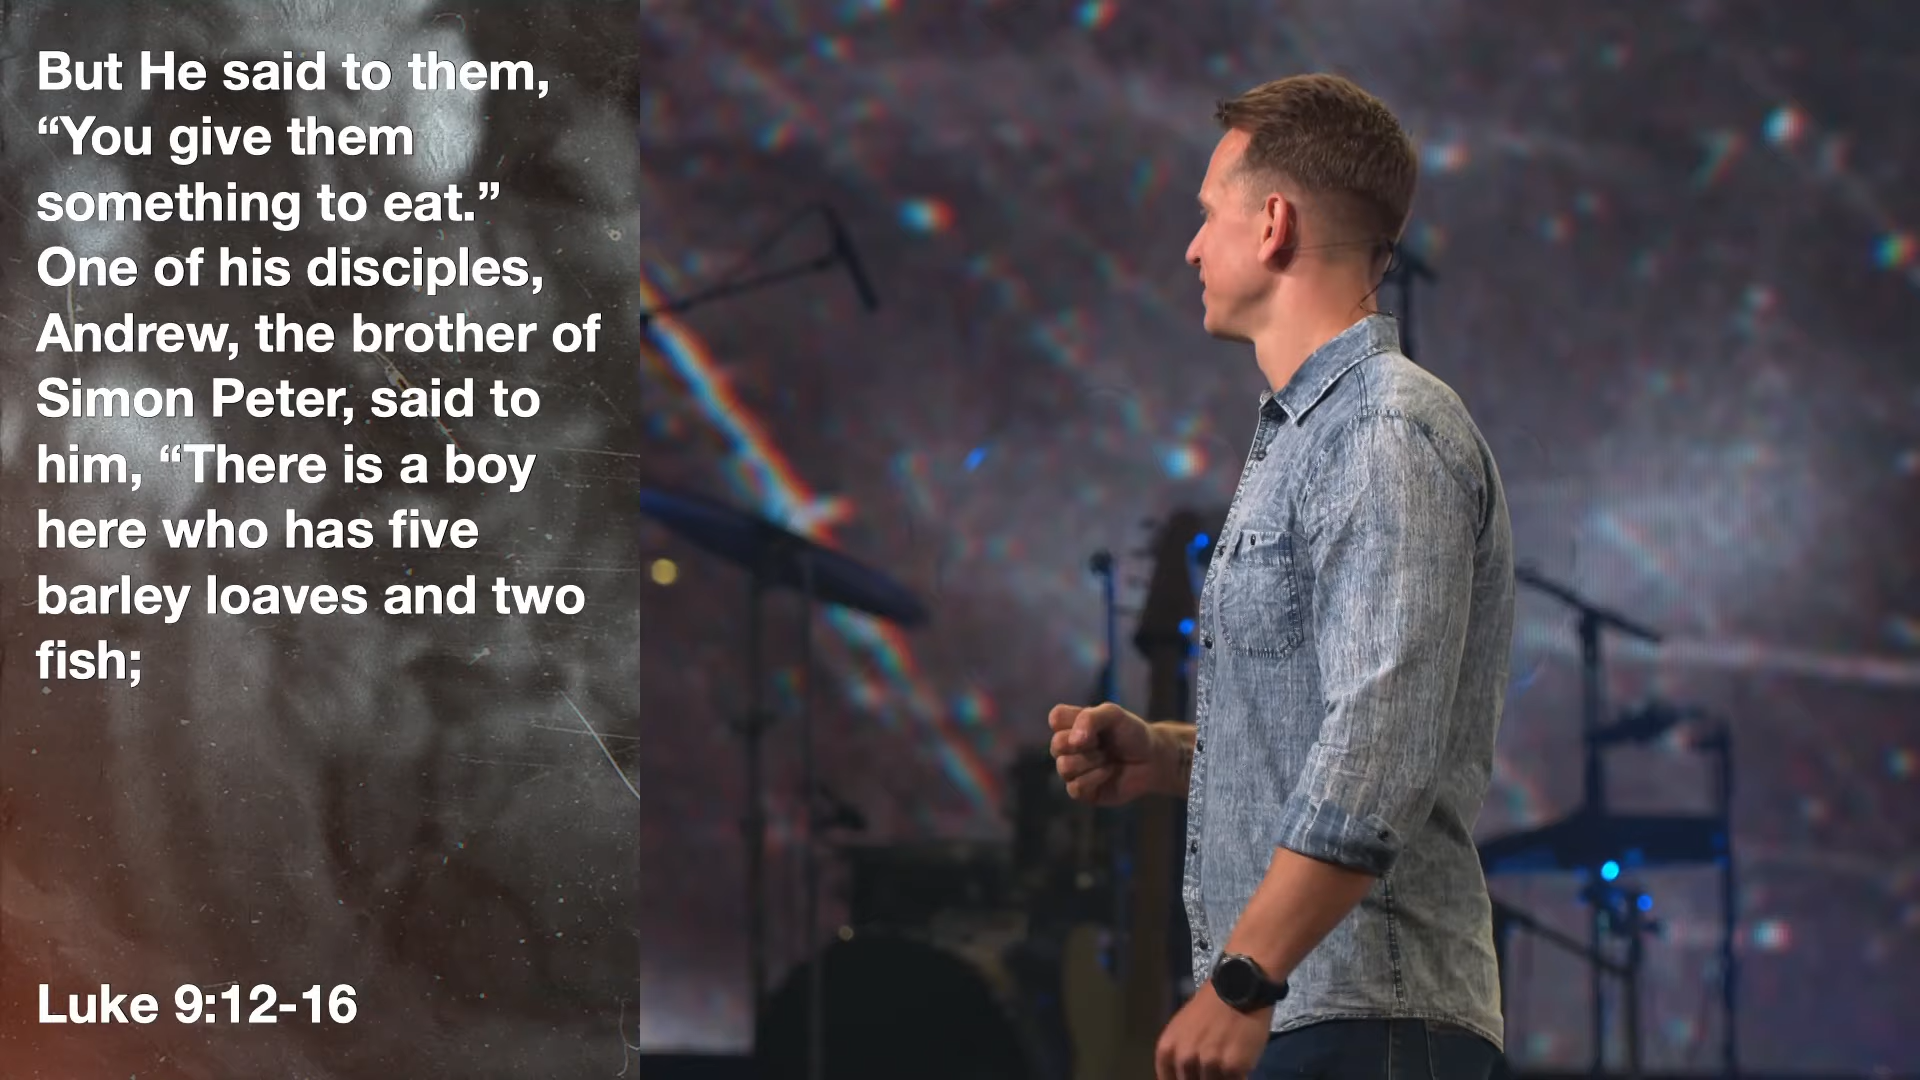 But He said to them,
“You give them
something to eat.”
One of his disciples,
Andrew, the brother of
Simon Peter, said to
him, “There is a boy
here who has five
barley loaves and two
fish;
Luke 9:12-16